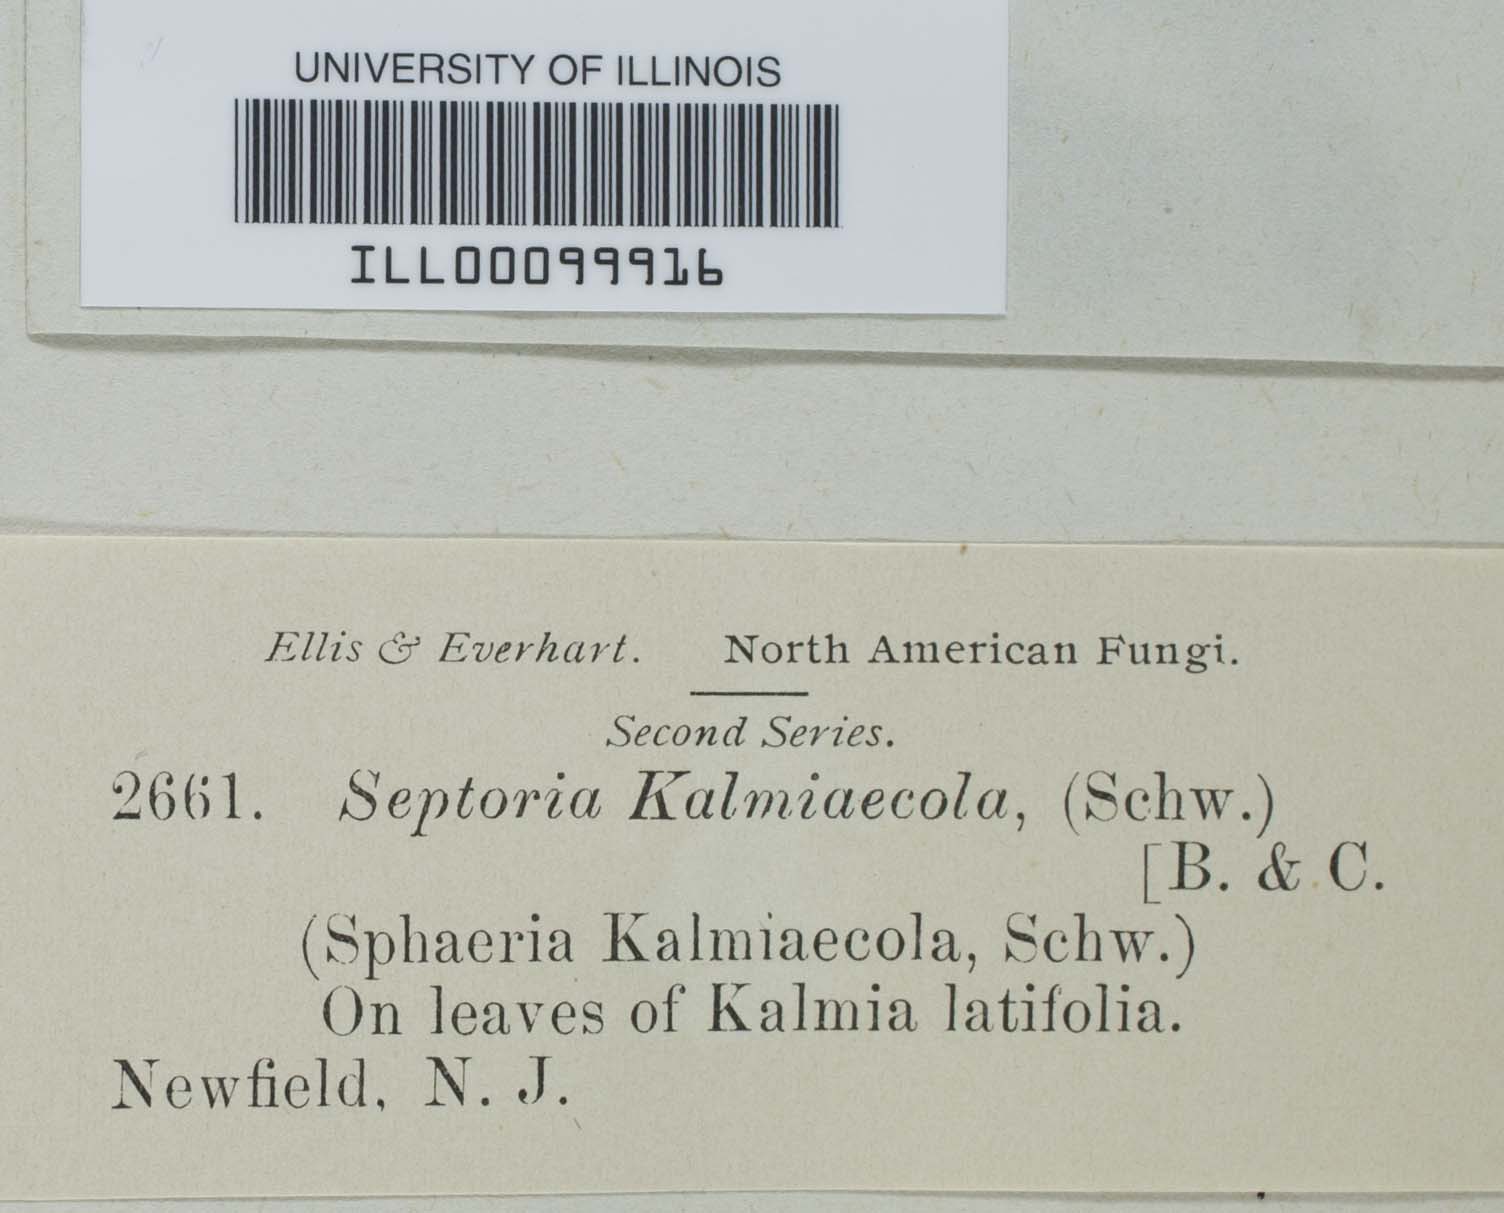 UNIVERSITY OF ILLINOIS
ILL00099916
Ellis & Everhart. North American Fungi.
Second Series.
2661. Septoria Kalmiaecola, (Schw.)
[B. & C.
(Sphaeria Kalmiaecola, Schw.)
On leaves of Kalmia latifolia.
Newfield, N. J.